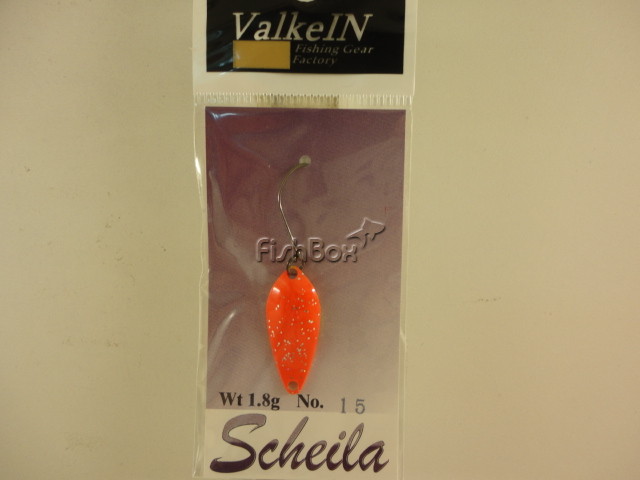 ValkeIN
Fishing Gear
Factory
FishBox
Wt 1.8g No. 15
Scheila